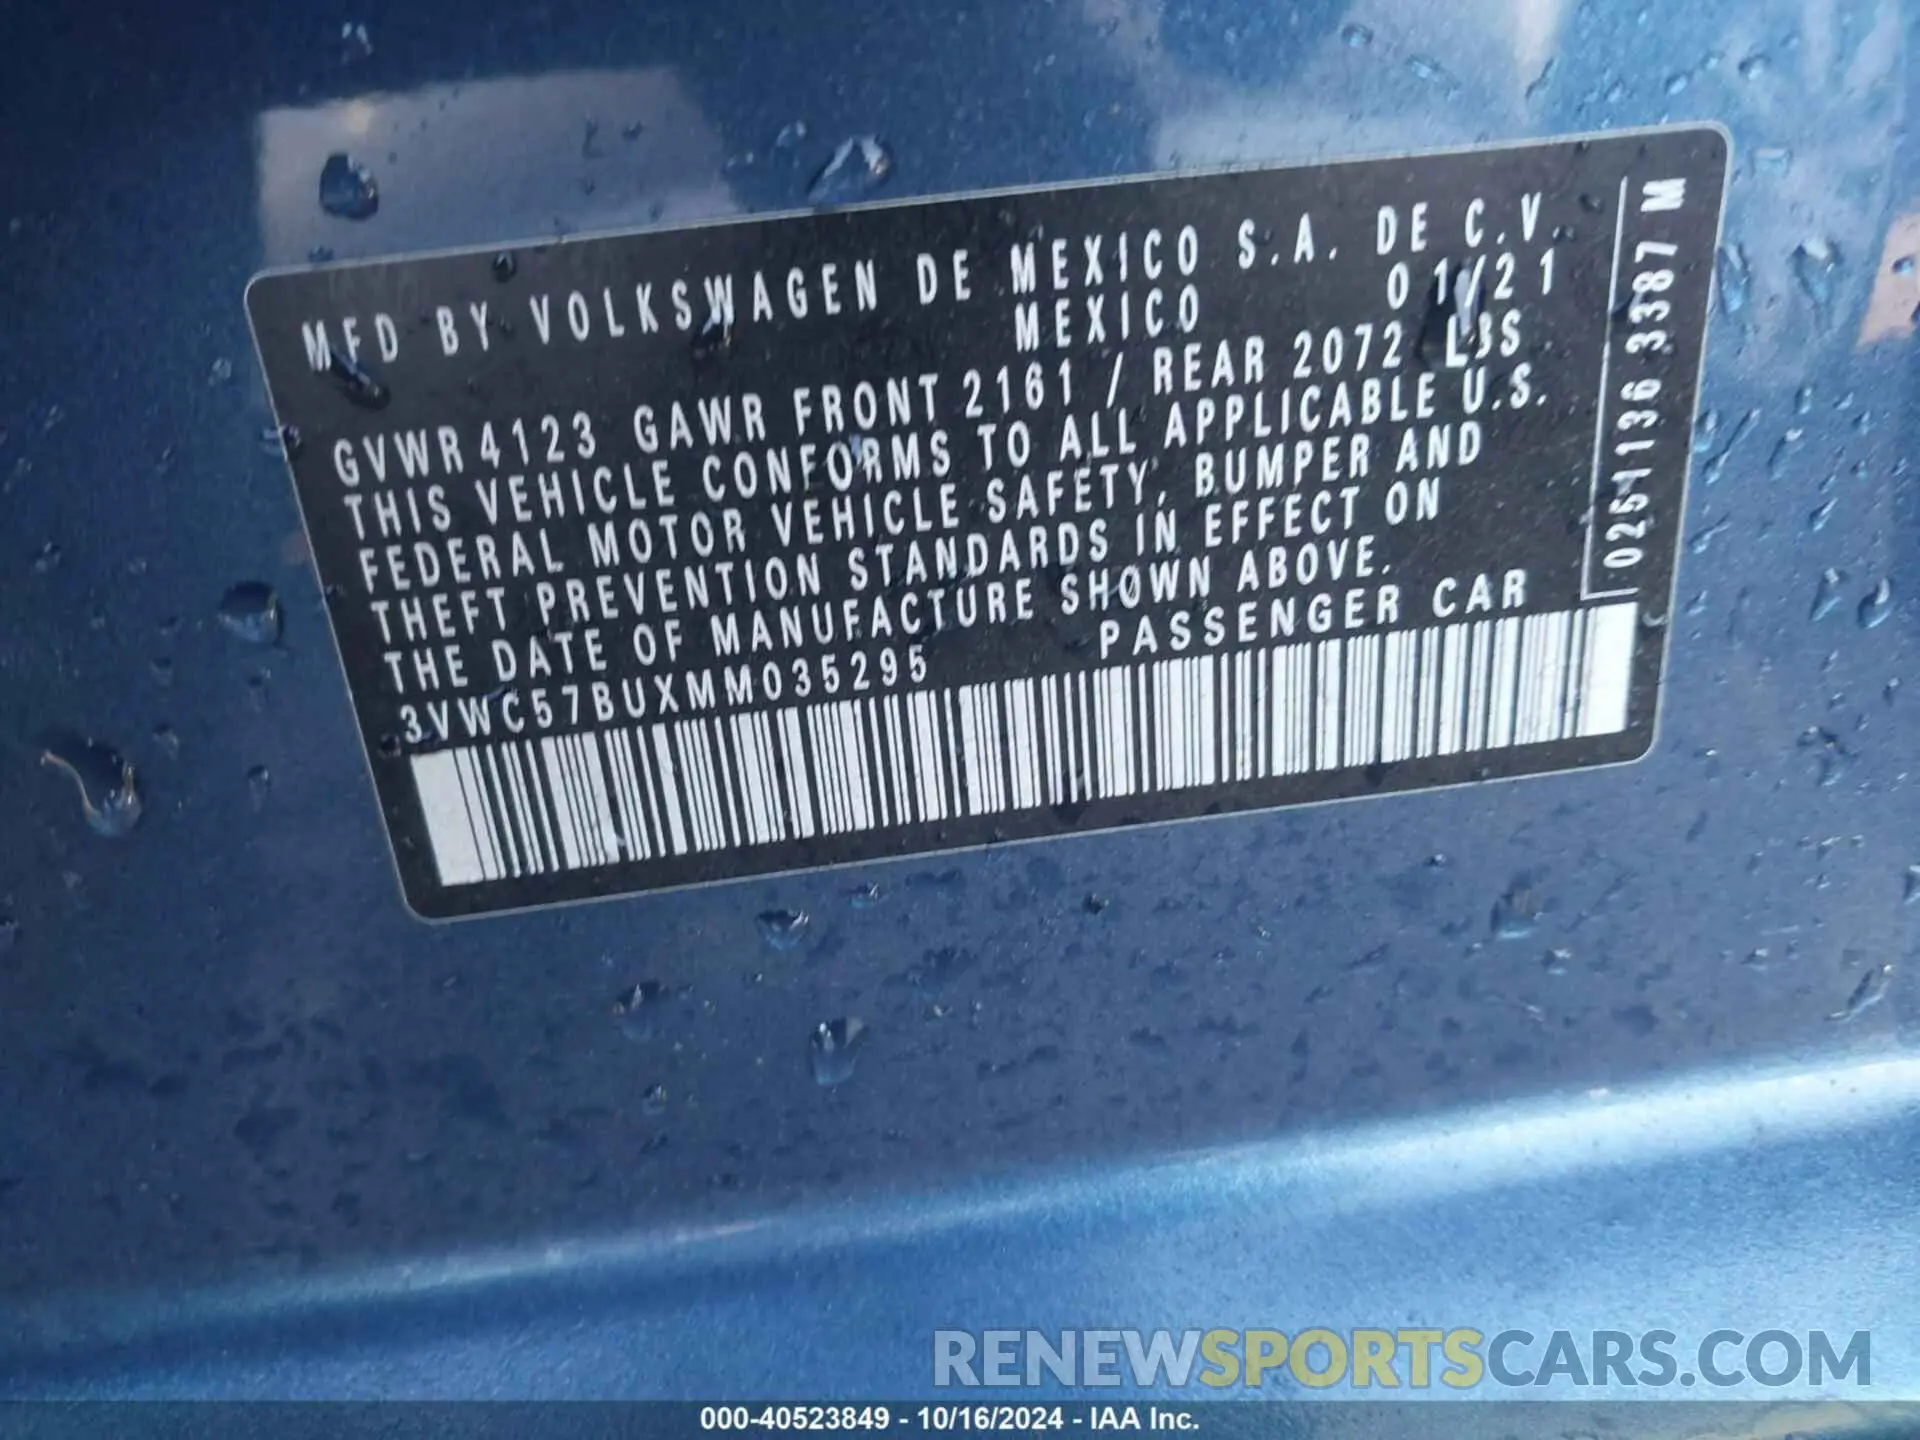 MFD BY VOLKSWAGEN DE MEXICO S.A. DE C.V.
MEXICO 01/21
GVWR 4123 GAWR FRONT 2161 / REAR 2072 LBS
THIS VEHICLE CONFORMS TO ALL APPLICABLE U.S.
FEDERAL MOTOR VEHICLE SAFETY, BUMPER AND
THEFT PREVENTION STANDARDS IN EFFECT ON
THE DATE OF MANUFACTURE SHOWN ABOVE.
3VWC57BUXMM035295 PASSENGER CAR
0251136 3387 M
RENEWSPORTSCARS.COM
000-40523849 - 10/16/2024 - IAA Inc.